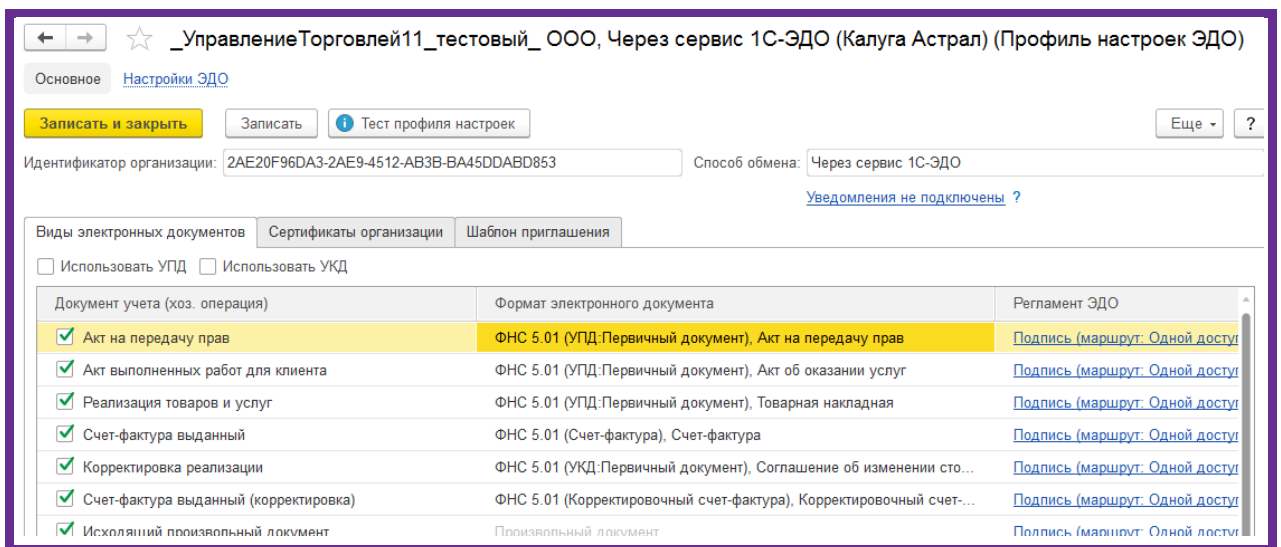 _УправлениеТорговлей11_тестовый_ ООО, Через сервис 1С-ЭДО (Калуга Астрал) (Профиль настроек ЭДО)
Основное Настройки ЭДО
Записать и закрыть Записать Тест профиля настроек Еще ?
Идентификатор организации: 2AE20F96DA3-2AE9-4512-AB3B-BA45DDABD853 Способ обмена: Через сервис 1С-ЭДО
Уведомления не подключены ?
Виды электронных документов Сертификаты организации Шаблон приглашения
Использовать УПД Использовать УКД
Документ учета (хоз. операция) Формат электронного документа Регламент ЭДО
Акт на передачу прав ФНС 5.01 (УПД:Первичный документ), Акт на передачу прав Подпись (маршрут: Одной досту
Акт выполненных работ для клиента ФНС 5.01 (УПД:Первичный документ), Акт об оказании услуг Подпись (маршрут: Одной досту
Реализация товаров и услуг ФНС 5.01 (УПД:Первичный документ), Товарная накладная Подпись (маршрут: Одной досту
Счет-фактура выданный ФНС 5.01 (Счет-фактура), Счет-фактура Подпись (маршрут: Одной досту
Корректировка реализации ФНС 5.01 (УКД:Первичный документ), Соглашение об изменении сто... Подпись (маршрут: Одной досту
Счет-фактура выданный (корректировка) ФНС 5.01 (Корректировочный счет-фактура), Корректировочный счет-... Подпись (маршрут: Одной досту
Исходящий произвольный документ Произвольный документ Подпись (маршрут: Одной досту